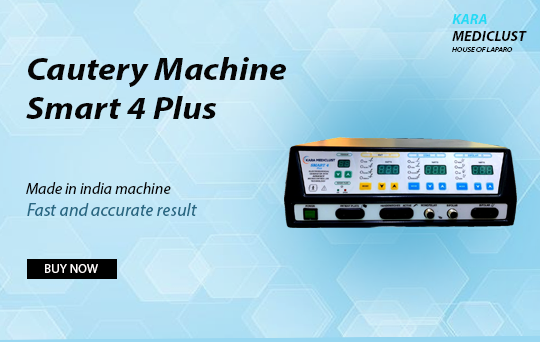 KARA
MEDICLUST
HOUSE OF LAPARO
Cautery Machine
Smart 4 Plus
Made in india machine
Fast and accurate result
BUY NOW
KARA MEDICLUST